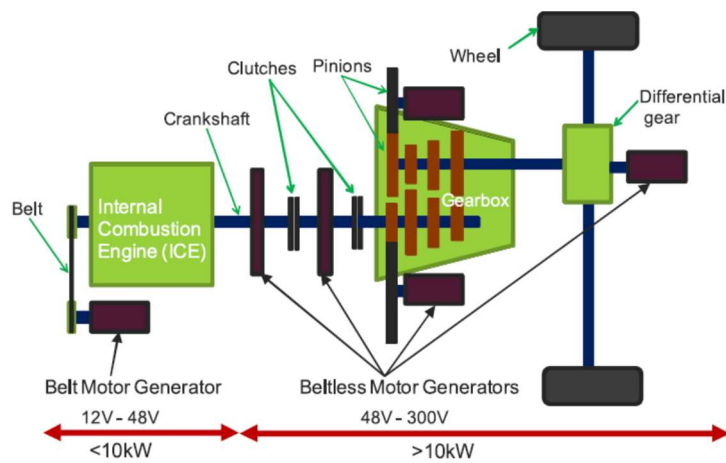 Wheel
Clutches
Pinions
Crankshaft
Differential
gear
Belt
Internal
Combustion
Engine (ICE)
Gearbox
Belt Motor Generator
Beltless Motor Generators
12V - 48V
48V - 300V
<10kW
>10kW